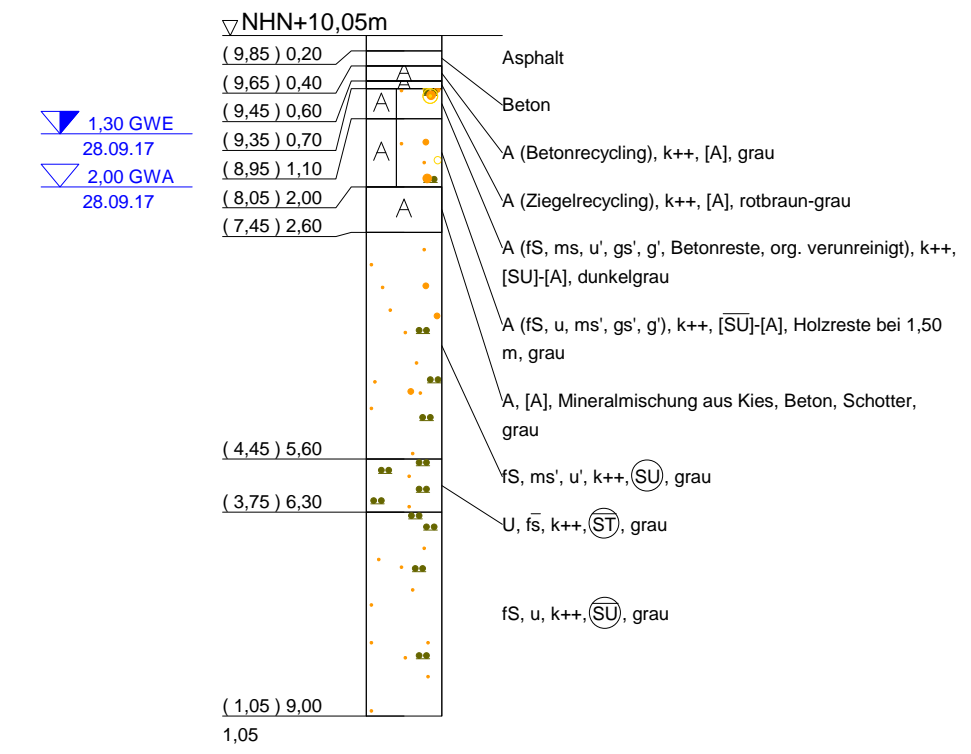 NHN+10,05m
( 9,85 ) 0,20
( 9,65 ) 0,40
( 9,45 ) 0,60
( 9,35 ) 0,70
( 8,95 ) 1,10
( 8,05 ) 2,00
( 7,45 ) 2,60
( 4,45 ) 5,60
( 3,75 ) 6,30
( 1,05 ) 9,00
1,05
1,30 GWE
28.09.17
2,00 GWA
28.09.17
A
A
A
A
A
Asphalt
Beton
A (Betonrecycling), k++, [A], grau
A (Ziegelrecycling), k++, [A], rotbraun-grau
A (fS, ms, u', gs', g', Betonreste, org. verunreinigt), k++,
[SU]-[A], dunkelgrau
A (fS, u, ms', gs', g'), k++, [S̅U̅]-[A], Holzreste bei 1,50
m, grau
A, [A], Mineralmischung aus Kies, Beton, Schotter,
grau
fS, ms', u', k++, SU, grau
U, fs̅, k++, S̅T̅, grau
fS, u, k++, S̅U̅, grau